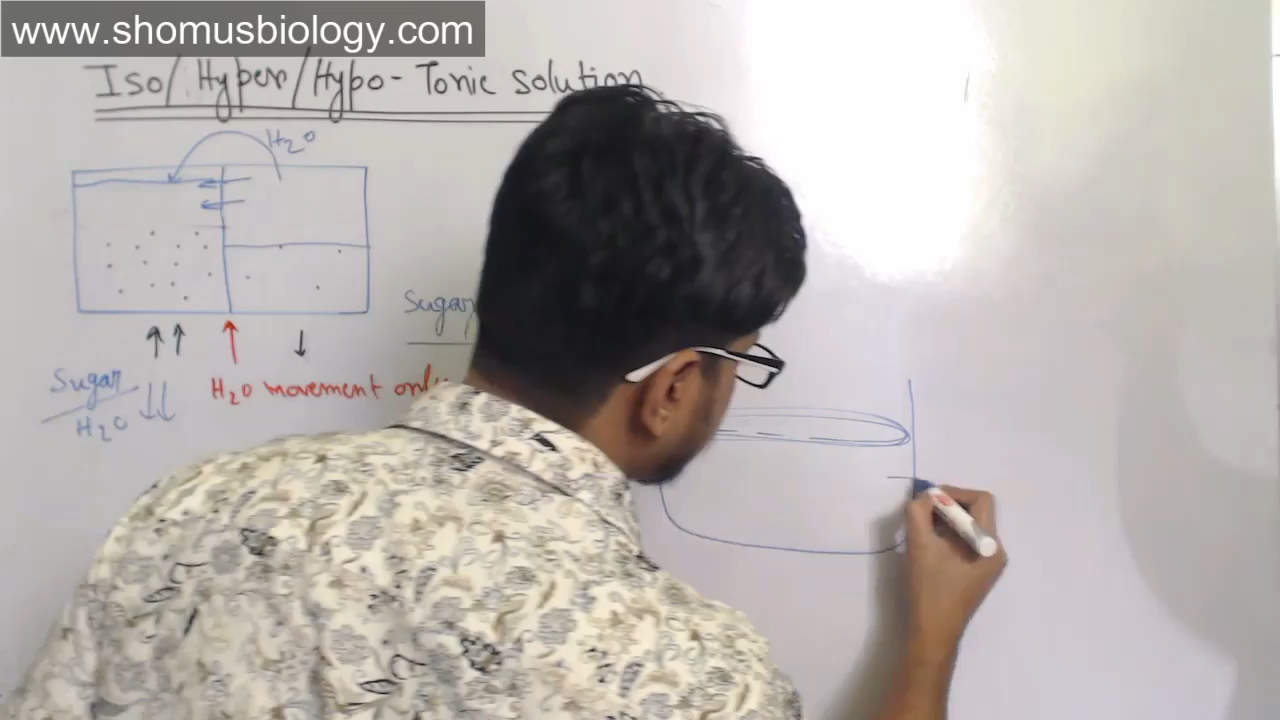 www.shomusbiology.com
Iso/Hyper/Hypo-Tonic solution
H2O
Sugar
Sugar
H2O
H2O movement only